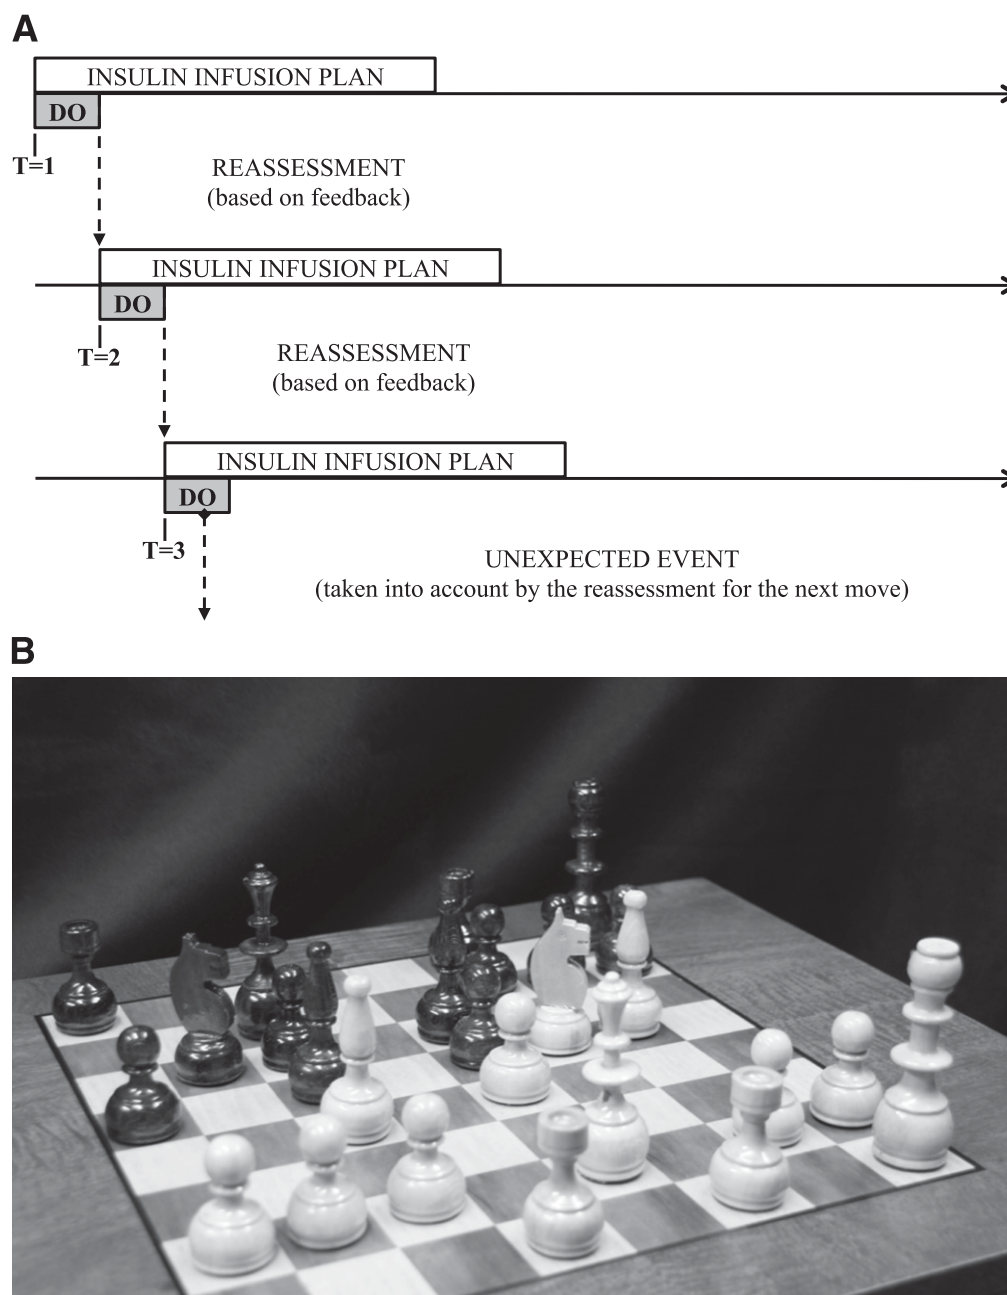 A
INSULIN INFUSION PLAN
DO
T=1
REASSESSMENT
(based on feedback)
INSULIN INFUSION PLAN
DO
T=2
REASSESSMENT
(based on feedback)
INSULIN INFUSION PLAN
DO
T=3
UNEXPECTED EVENT
(taken into account by the reassessment for the next move)
B